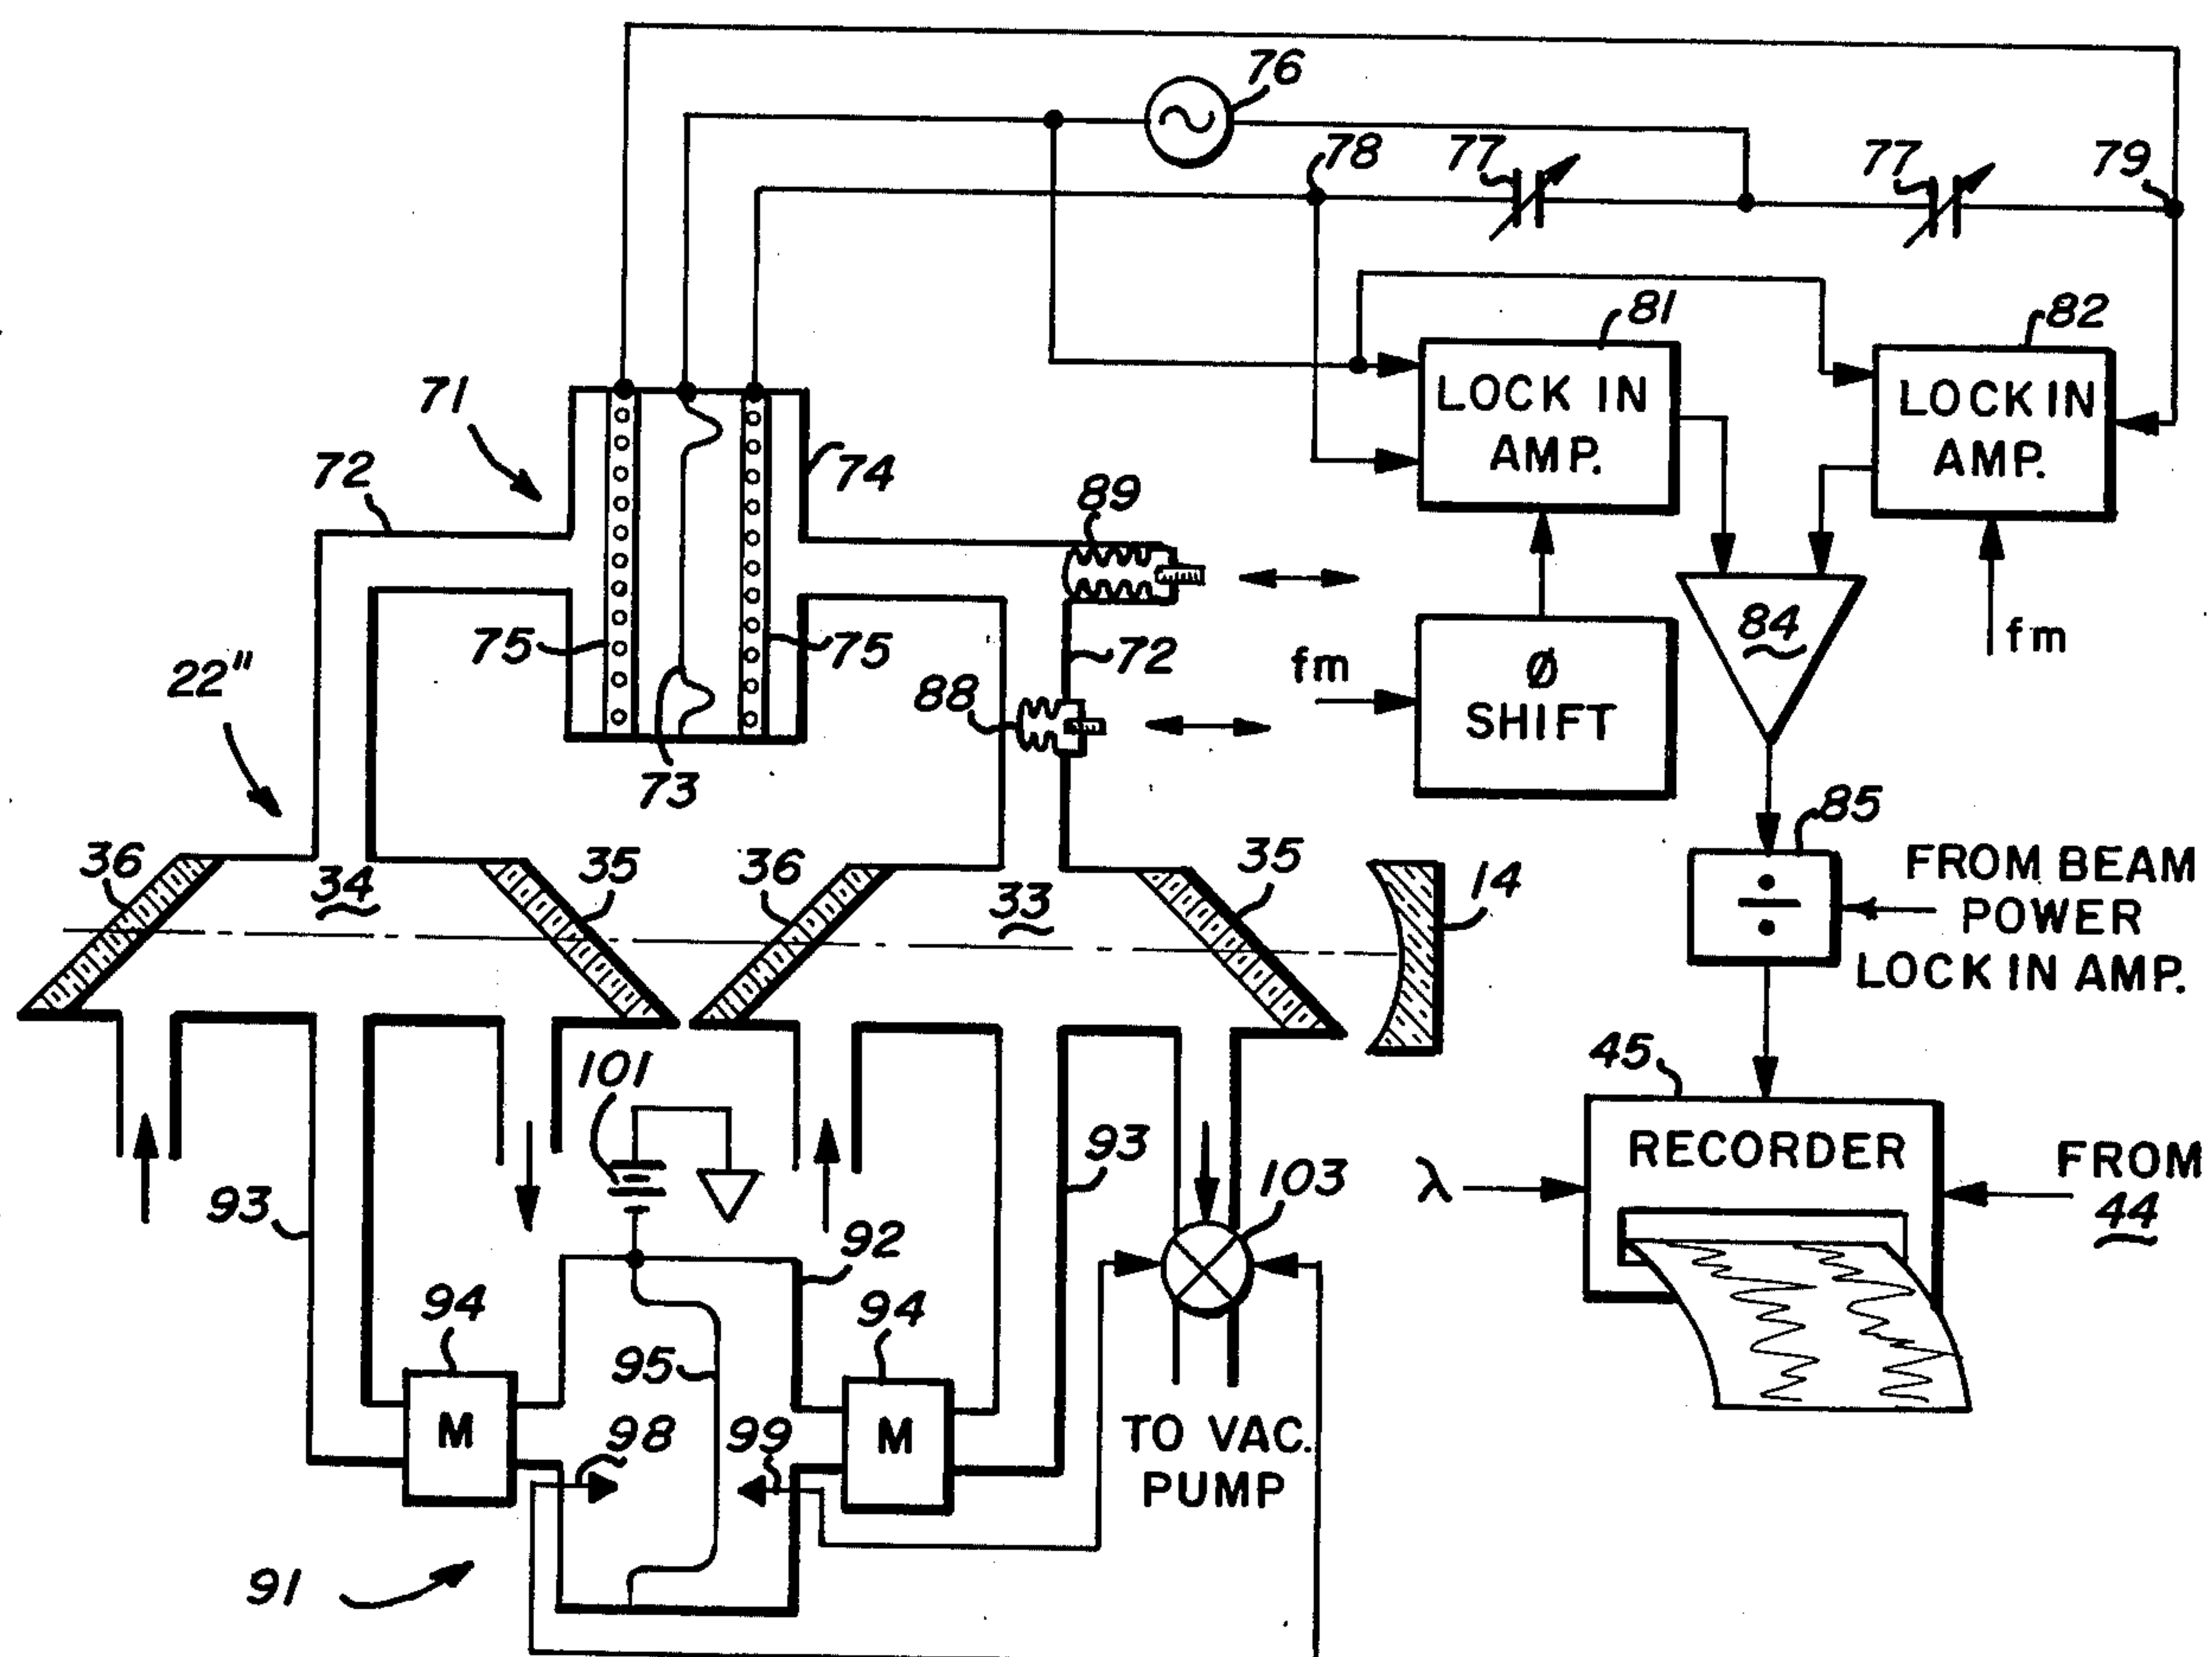 76
78
77
77
79
81
82
71
LOCK IN
AMP.
LOCK IN
AMP.
72
74
89
84
fm
75
75
72
fm
Ø
SHIFT
22"
88
73
85
36
34
35
36
33
35
14
÷
FROM BEAM
POWER
LOCK IN AMP.
101
45
93
RECORDER
FROM
44
λ
93
103
92
94
94
95
M
98
99
M
TO VAC.
PUMP
91